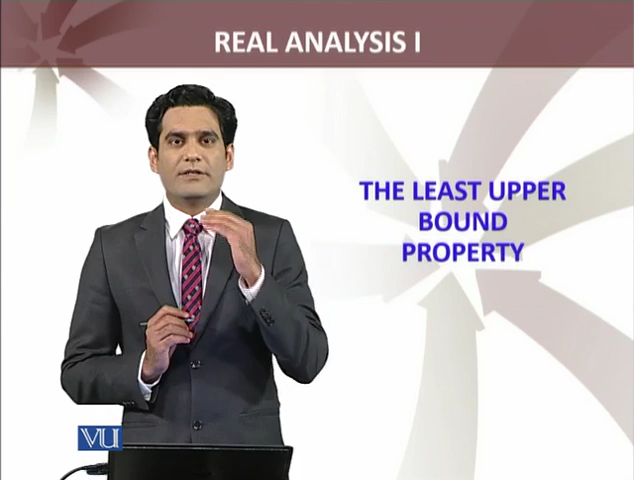 REAL ANALYSIS I
THE LEAST UPPER
BOUND
PROPERTY
VU